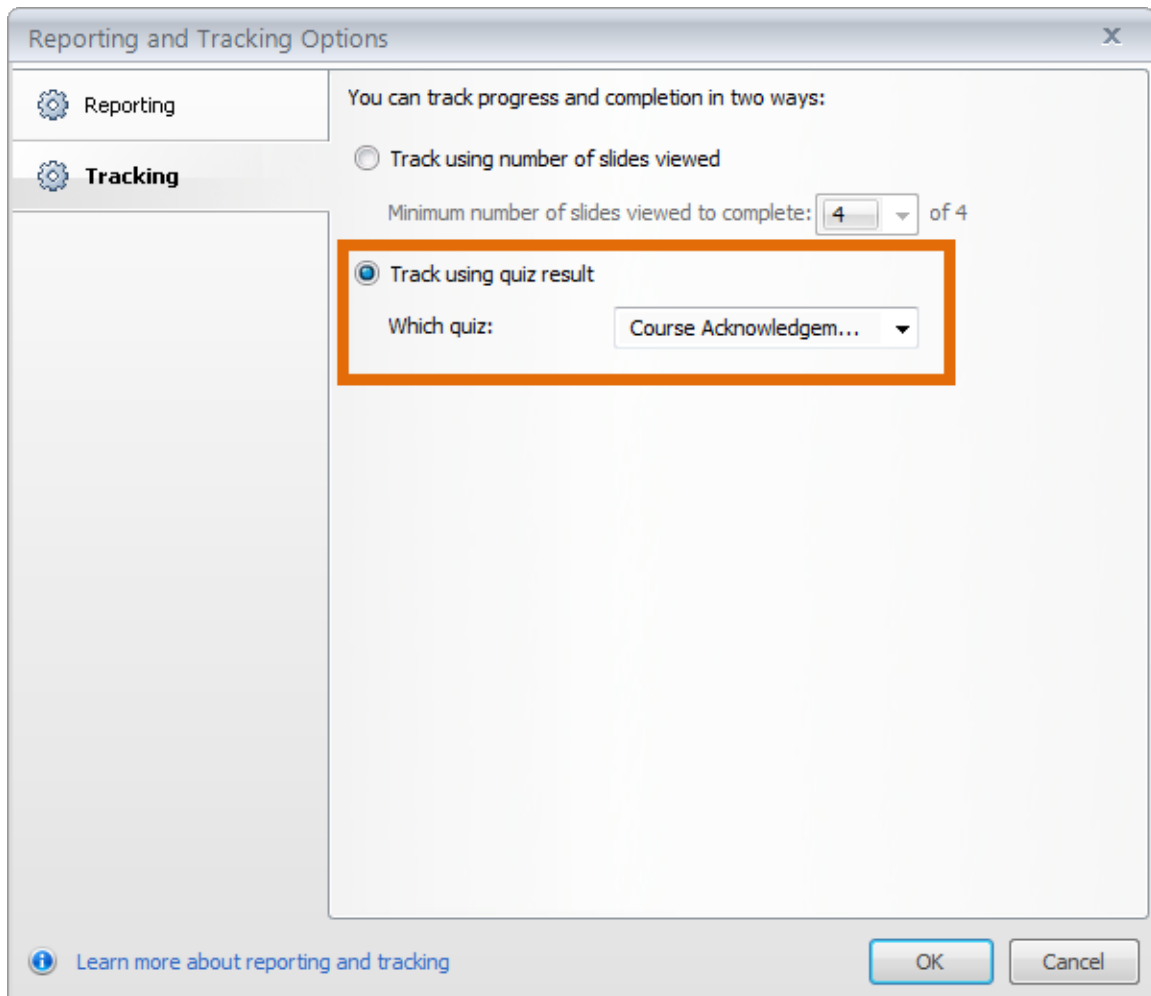 Reporting and Tracking Options
Reporting
Tracking
You can track progress and completion in two ways:
Track using number of slides viewed
Minimum number of slides viewed to complete: 4 of 4
Track using quiz result
Which quiz: Course Acknowledgem...
Learn more about reporting and tracking
OK
Cancel